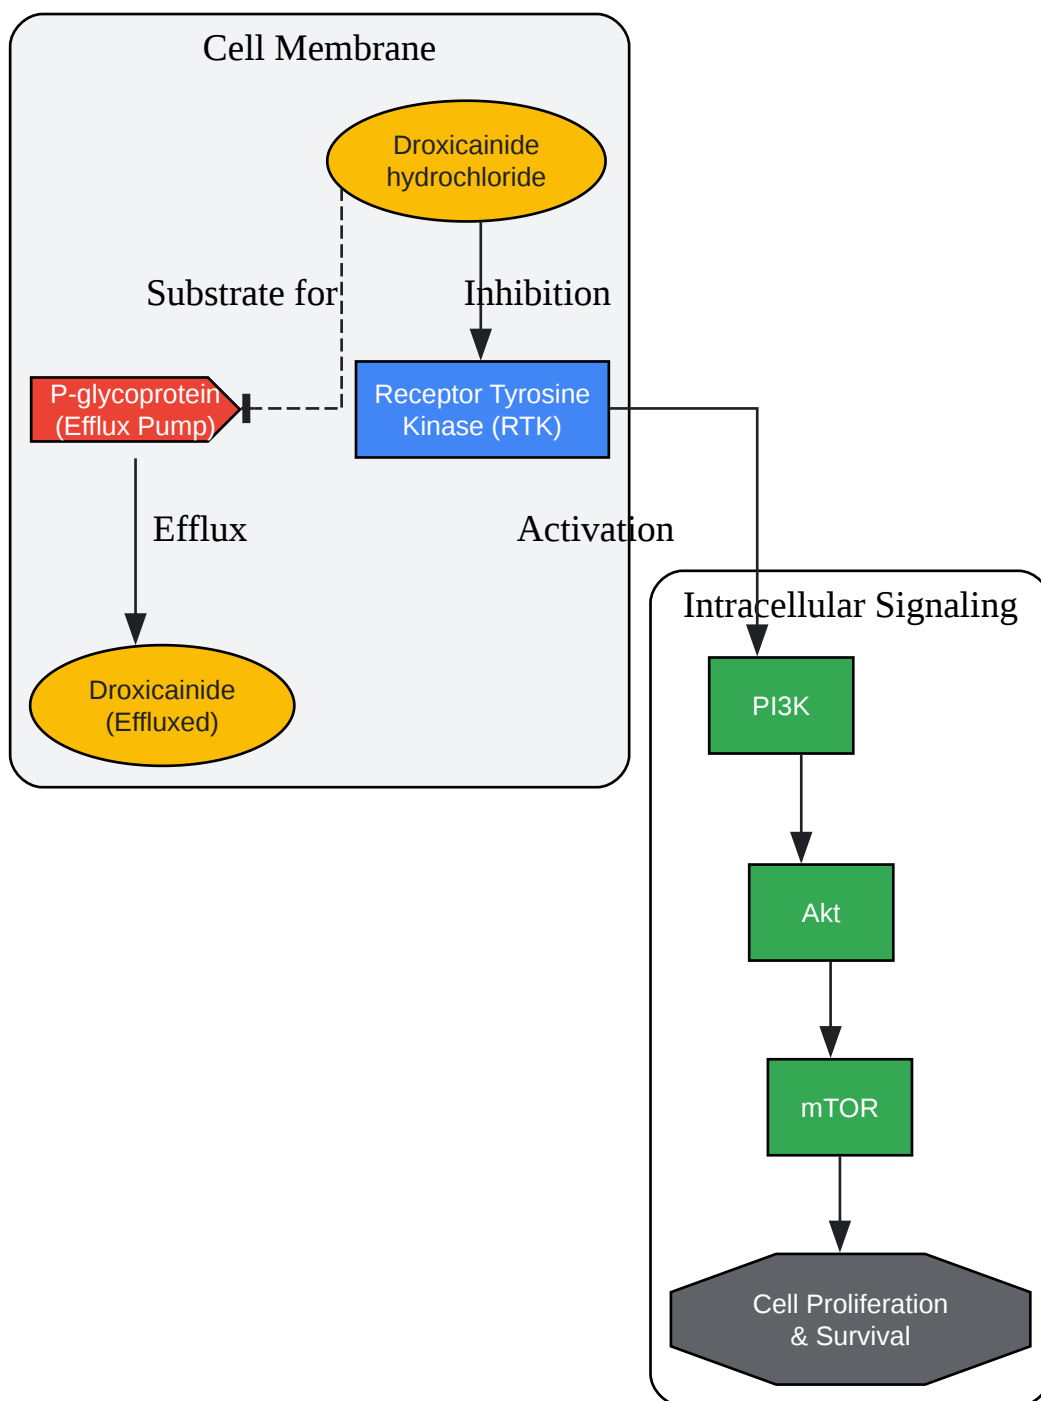 Cell Membrane
Droxicainide
hydrochloride
Substrate for
Inhibition
P-glycoprotein
(Efflux Pump)
Receptor Tyrosine
Kinase (RTK)
Efflux
Activation
Intracellular Signaling
Droxicainide
(Effluxed)
PI3K
Akt
mTOR
Cell Proliferation
& Survival